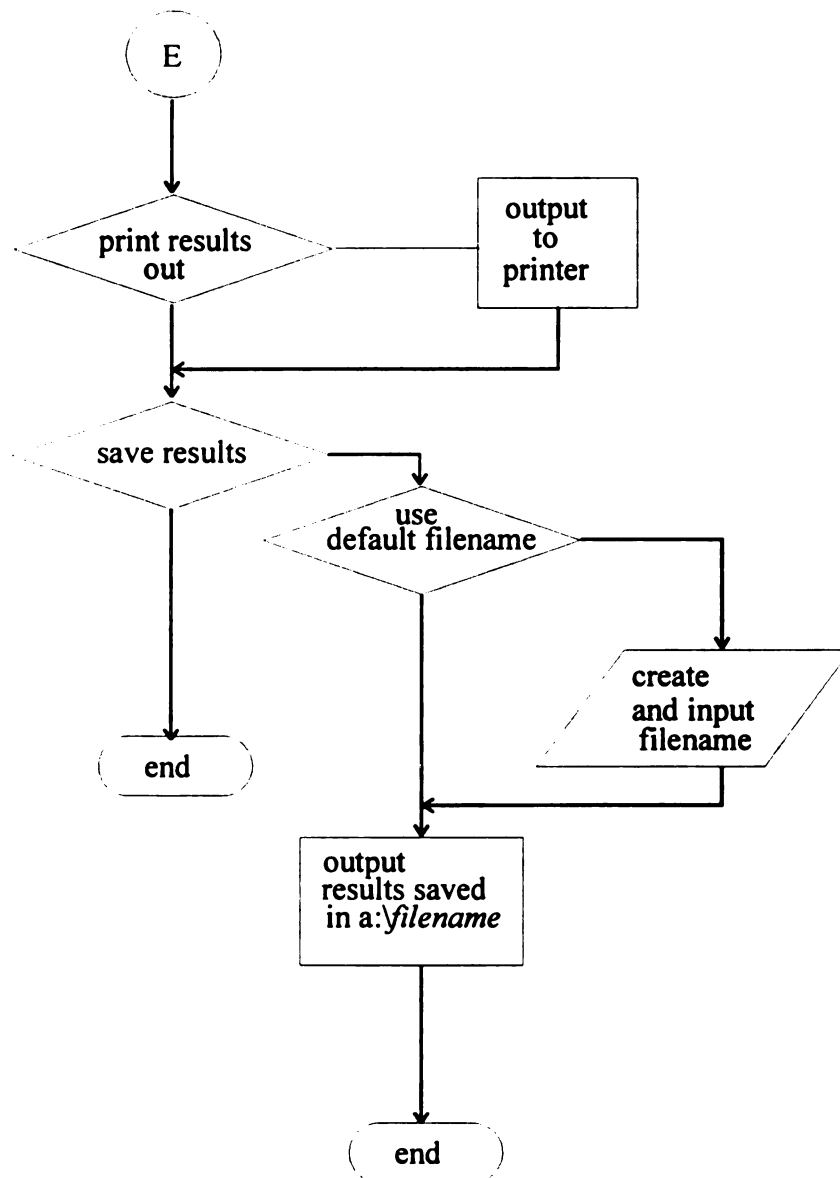 E
print results
out
output
to
printer
save results
use
default filename
create
and input
filename
end
output
results saved
in a:\filename
end